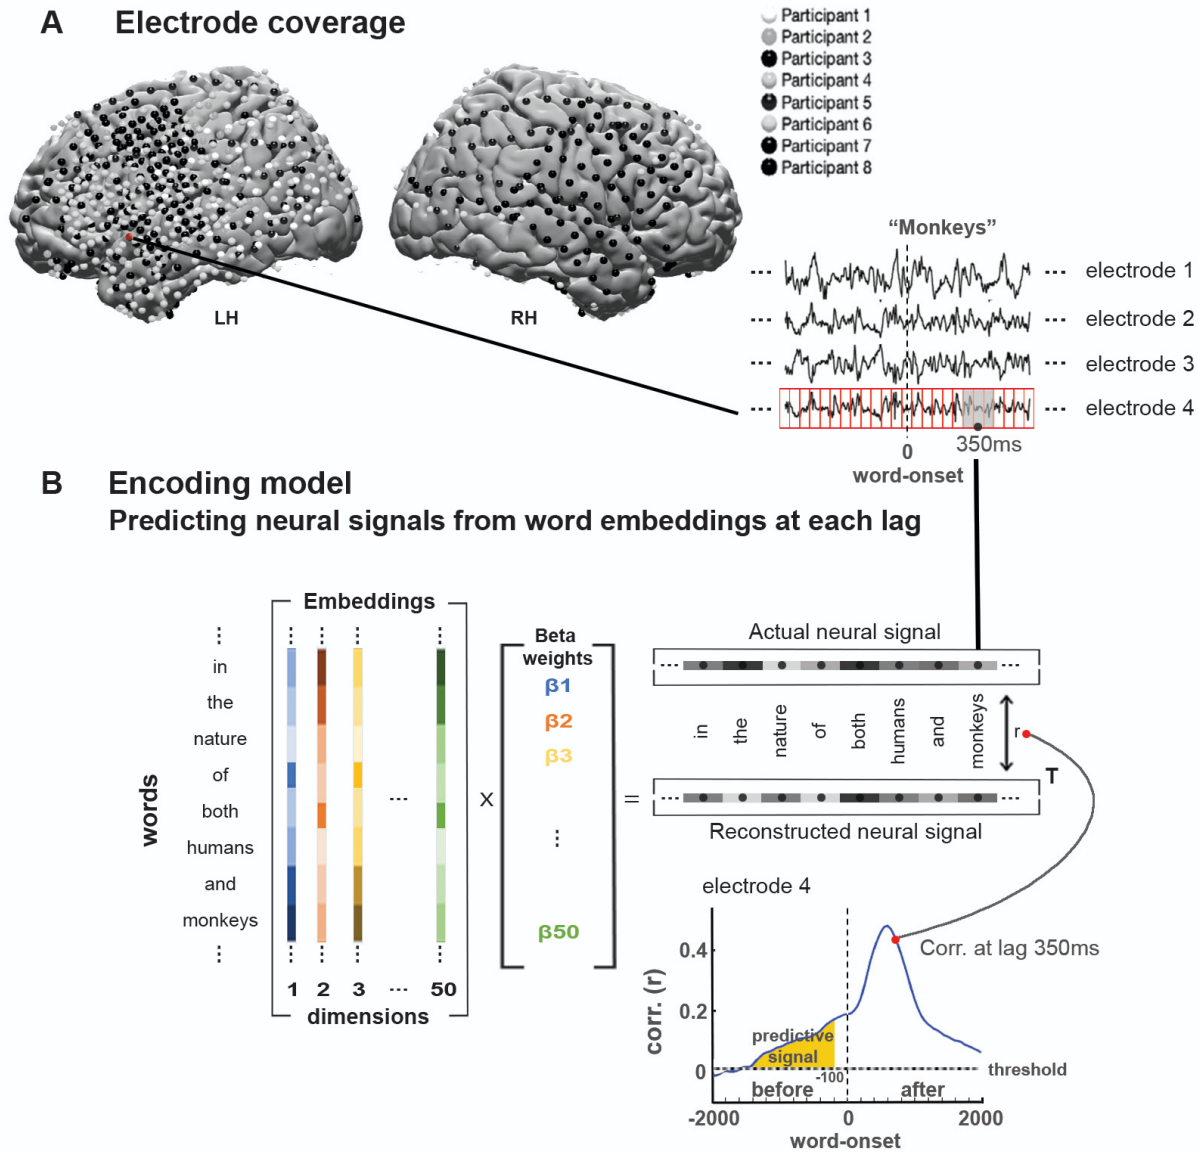 A Electrode coverage
Participant 1
Participant 2
Participant 3
Participant 4
Participant 5
Participant 6
Participant 7
Participant 8
LH
RH
“Monkeys”
electrode 1
electrode 2
electrode 3
electrode 4
350ms
0
word-onset
B Encoding model
Predicting neural signals from word embeddings at each lag
Embeddings
words
in
the
nature
of
both
humans
and
monkeys
1 2 3 ... 50
dimensions
X
Beta
weights
β1
β2
β3
β50
=
Actual neural signal
in
the
nature
of
both
humans
and
monkeys
r
T
Reconstructed neural signal
electrode 4
Corr. at lag 350ms
corr. (r)
0.4
0.2
0
predictive
signal
-100
threshold
before after
-2000 0 2000
word-onset